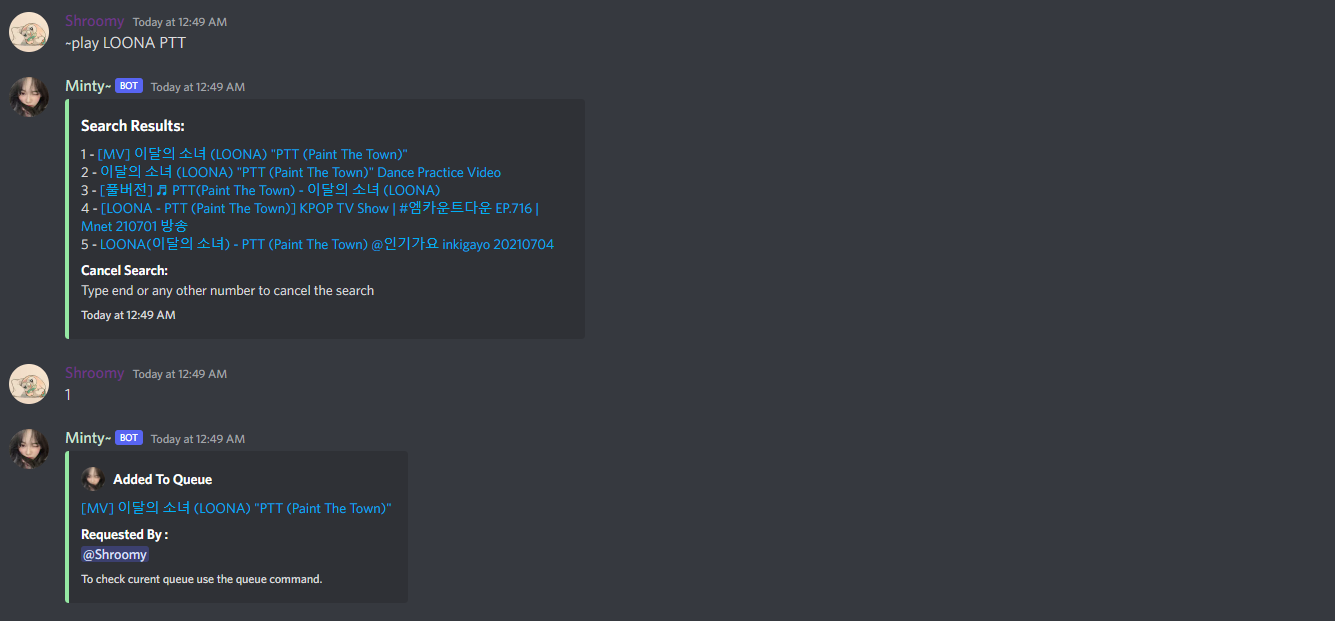 Shroomy Today at 12:49 AM
~play LOONA PTT
Minty~ BOT Today at 12:49 AM
Search Results:
1 - [MV] 이달의 소녀 (LOONA) "PTT (Paint The Town)"
2 - 이달의 소녀 (LOONA) "PTT (Paint The Town)" Dance Practice Video
3 - [풀버전] ♬ PTT(Paint The Town) - 이달의 소녀 (LOONA)
4 - [LOONA - PTT (Paint The Town)] KPOP TV Show | #엠카운트다운 EP.716 |
Mnet 210701 방송
5 - LOONA(이달의 소녀) - PTT (Paint The Town) @인기가요 inkigayo 20210704
Cancel Search:
Type end or any other number to cancel the search
Today at 12:49 AM
Shroomy Today at 12:49 AM
1
Minty~ BOT Today at 12:49 AM
Added To Queue
[MV] 이달의 소녀 (LOONA) "PTT (Paint The Town)"
Requested By :
@Shroomy
To check curent queue use the queue command.